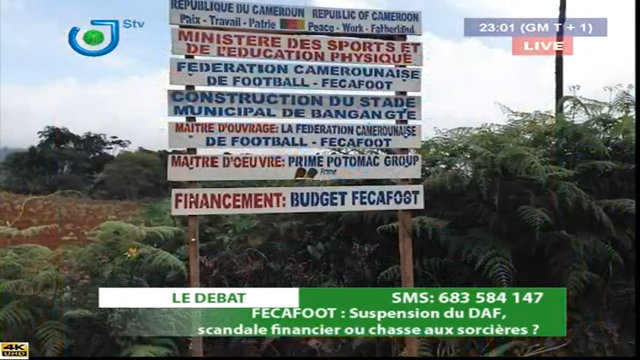 Stv
23:01 (GMT+1)
LIVE
REPUBLIQUE DU CAMEROUN REPUBLIC OF CAMEROON
Paix - Travail - Patrie Peace - Work - Fatherland
MINISTERE DES SPORTS ET
DE L'EDUCATION PHYSIQUE
FEDERATION CAMEROUNAISE
DE FOOTBALL - FECAFOOT
CONSTRUCTION DU STADE
MUNICIPAL DE BANGANGTE
MAITRE D'OUVRAGE: LA FEDERATION CAMEROUNAISE
DE FOOTBALL - FECAFOOT
MAITRE D'OEUVRE: PRIME POTOMAC GROUP
Prime
FINANCEMENT: BUDGET FECAFOOT
LE DEBAT SMS: 683 584 147
FECAFOOT : Suspension du DAF,
scandale financier ou chasse aux sorcières ?
4K
UHD